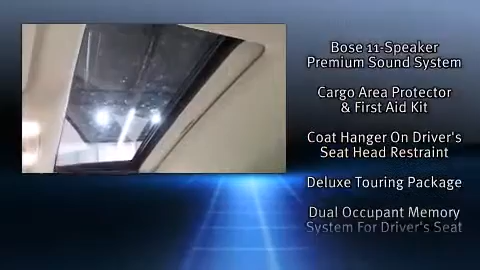 Bose 11-Speaker
Premium Sound System
Cargo Area Protector
& First Aid Kit
Coat Hanger On Driver's
Seat Head Restraint
Deluxe Touring Package
Dual Occupant Memory
System For Driver's Seat